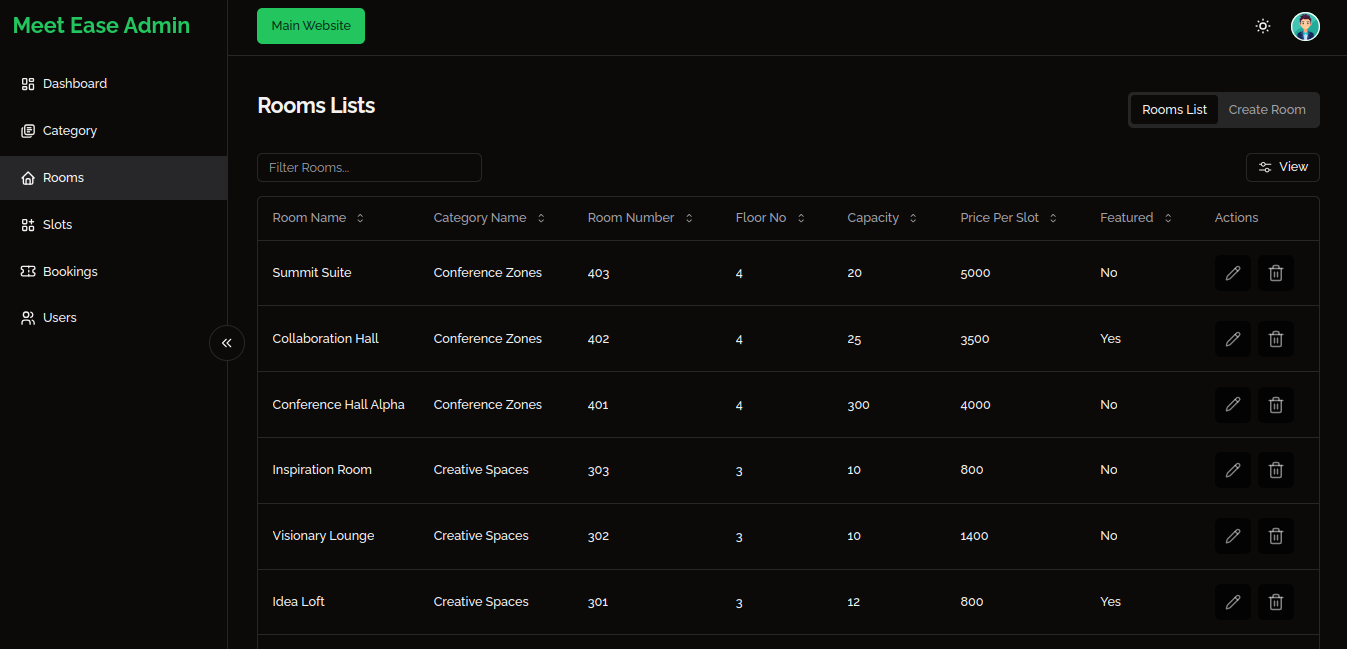 Meet Ease Admin
Main Website
Dashboard
Category
Rooms
Slots
Bookings
Users
Rooms Lists
Rooms List Create Room
Filter Rooms...
View
Room Name Category Name Room Number Floor No Capacity Price Per Slot Featured Actions
Summit Suite Conference Zones 403 4 20 5000 No
Collaboration Hall Conference Zones 402 4 25 3500 Yes
Conference Hall Alpha Conference Zones 401 4 300 4000 No
Inspiration Room Creative Spaces 303 3 10 800 No
Visionary Lounge Creative Spaces 302 3 10 1400 No
Idea Loft Creative Spaces 301 3 12 800 Yes